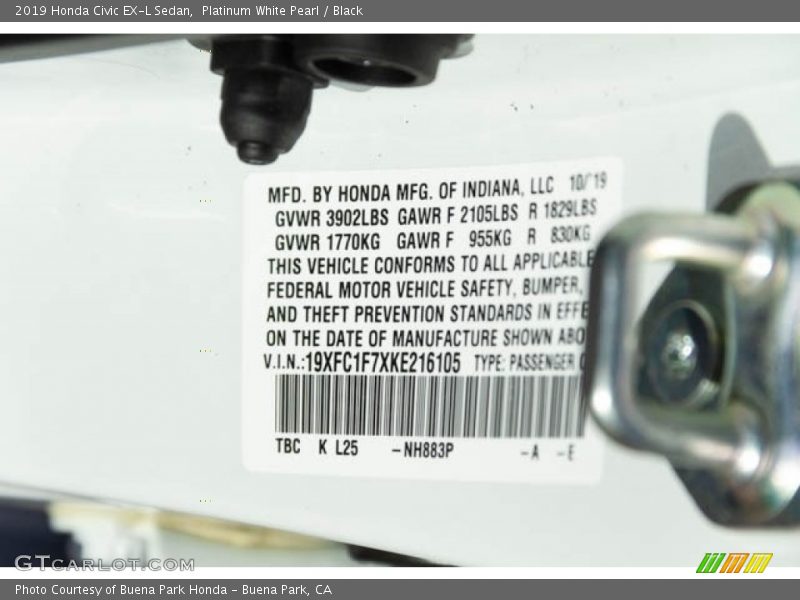 2019 Honda Civic EX-L Sedan,  Platinum White Pearl / Black
MFD. BY HONDA MFG. OF INDIANA, LLC 10/19
GVWR 3902LBS GAWR F 2105LBS R 1829LBS
GVWR 1770KG GAWR F 955KG R 830KG
THIS VEHICLE CONFORMS TO ALL APPLICABLE
FEDERAL MOTOR VEHICLE SAFETY, BUMPER,
AND THEFT PREVENTION STANDARDS IN EFFE
ON THE DATE OF MANUFACTURE SHOWN ABO
V.I.N.:19XFC1F7XKE216105 TYPE: PASSENGER
TBC K L25 -NH883P -A -E
GTCARLOT.COM
Photo Courtesy of Buena Park Honda - Buena Park, CA